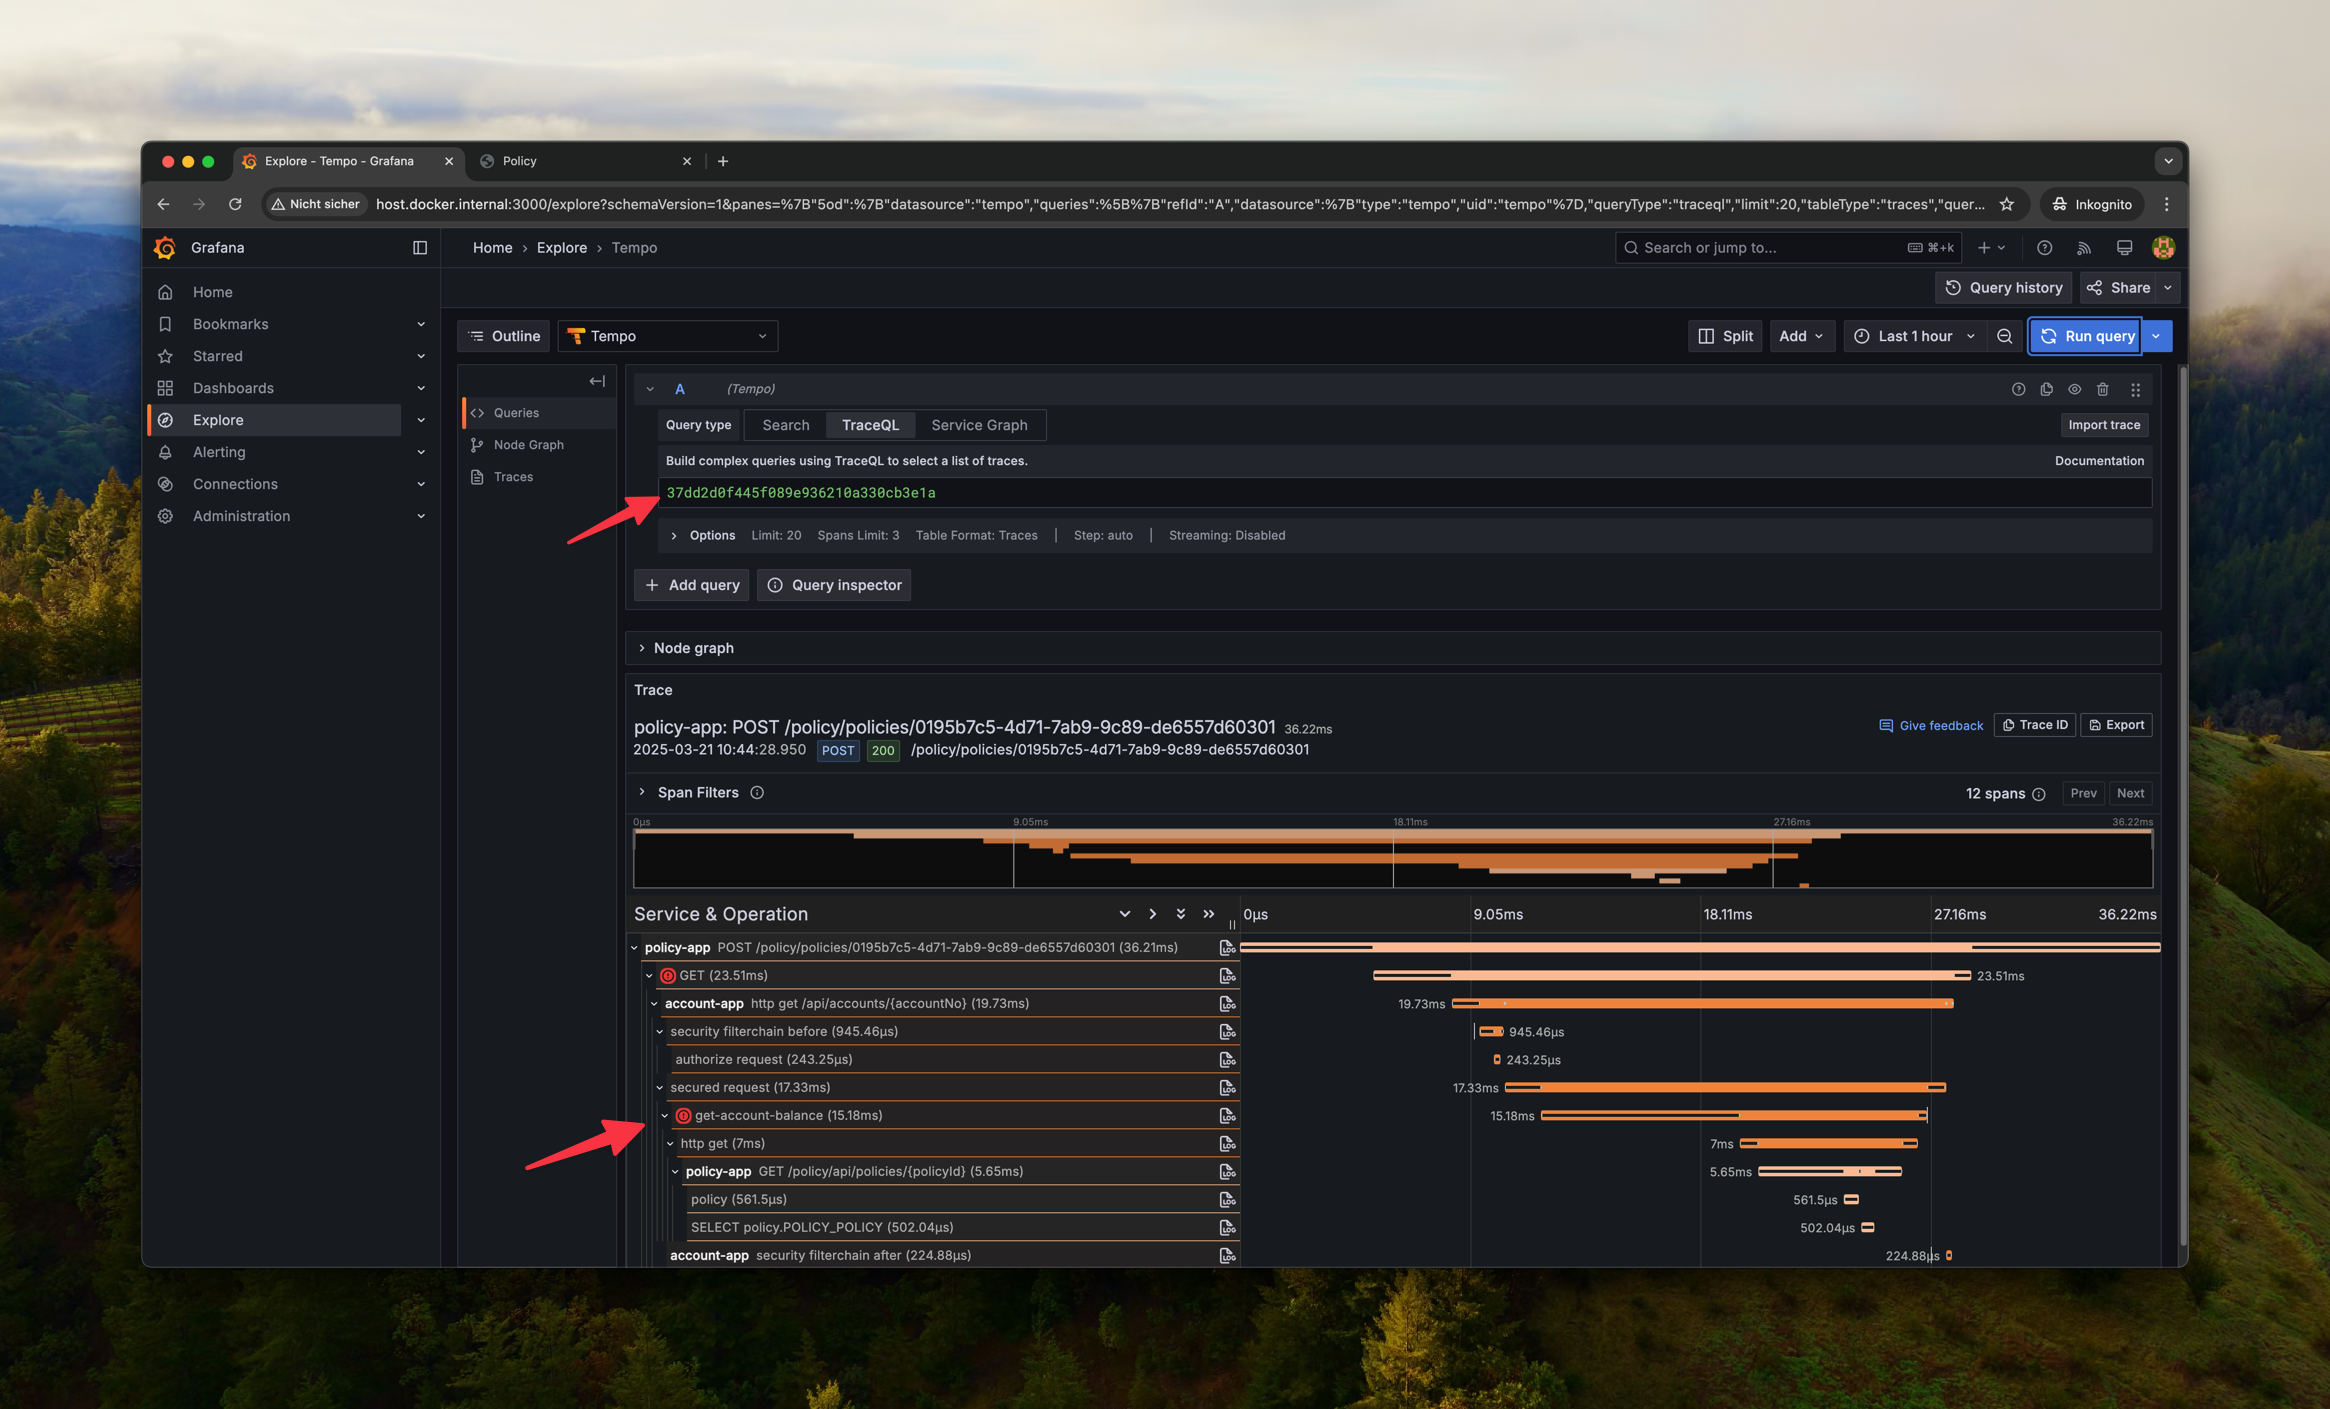 Explore - Tempo - Grafana
Policy
Nicht sicher host.docker.internal:3000/explore?schemaVersion=1&panes=%7B"5od":%7B"datasource":"tempo","queries":%5B%7B"refId":"A","datasource":%7B"type":"tempo","uid":"tempo"%7D,"queryType":"traceql","limit":20,"tableType":"traces","quer... Inkognito
Grafana
Home › Explore › Tempo
Search or jump to... ⌘+k
Home
Bookmarks
Starred
Dashboards
Explore
Alerting
Connections
Administration
Query history
Share
Outline
Tempo
Split
Add
Last 1 hour
Run query
Queries
Node Graph
Traces
A (Tempo)
Query type Search TraceQL Service Graph
Import trace
Build complex queries using TraceQL to select a list of traces.
Documentation
37dd2d0f445f089e936210a330cb3e1a
Options Limit: 20 Spans Limit: 3 Table Format: Traces | Step: auto | Streaming: Disabled
+ Add query
Query inspector
Node graph
Trace
policy-app: POST /policy/policies/0195b7c5-4d71-7ab9-9c89-de6557d60301 36.22ms
Give feedback
Trace ID
Export
2025-03-21 10:44:28.950 POST 200 /policy/policies/0195b7c5-4d71-7ab9-9c89-de6557d60301
Span Filters
12 spans
Prev
Next
0μs 9.05ms 18.11ms 27.16ms 36.22ms
Service & Operation
0μs 9.05ms 18.11ms 27.16ms 36.22ms
policy-app POST /policy/policies/0195b7c5-4d71-7ab9-9c89-de6557d60301 (36.21ms) LOG
GET (23.51ms) LOG 23.51ms
account-app http get /api/accounts/{accountNo} (19.73ms) LOG 19.73ms
security filterchain before (945.46μs) LOG 945.46μs
authorize request (243.25μs) LOG 243.25μs
secured request (17.33ms) LOG 17.33ms
get-account-balance (15.18ms) LOG 15.18ms
http get (7ms) LOG 7ms
policy-app GET /policy/api/policies/{policyId} (5.65ms) LOG 5.65ms
policy (561.5μs) LOG 561.5μs
SELECT policy.POLICY_POLICY (502.04μs) LOG 502.04μs
account-app security filterchain after (224.88μs) LOG 224.88μs